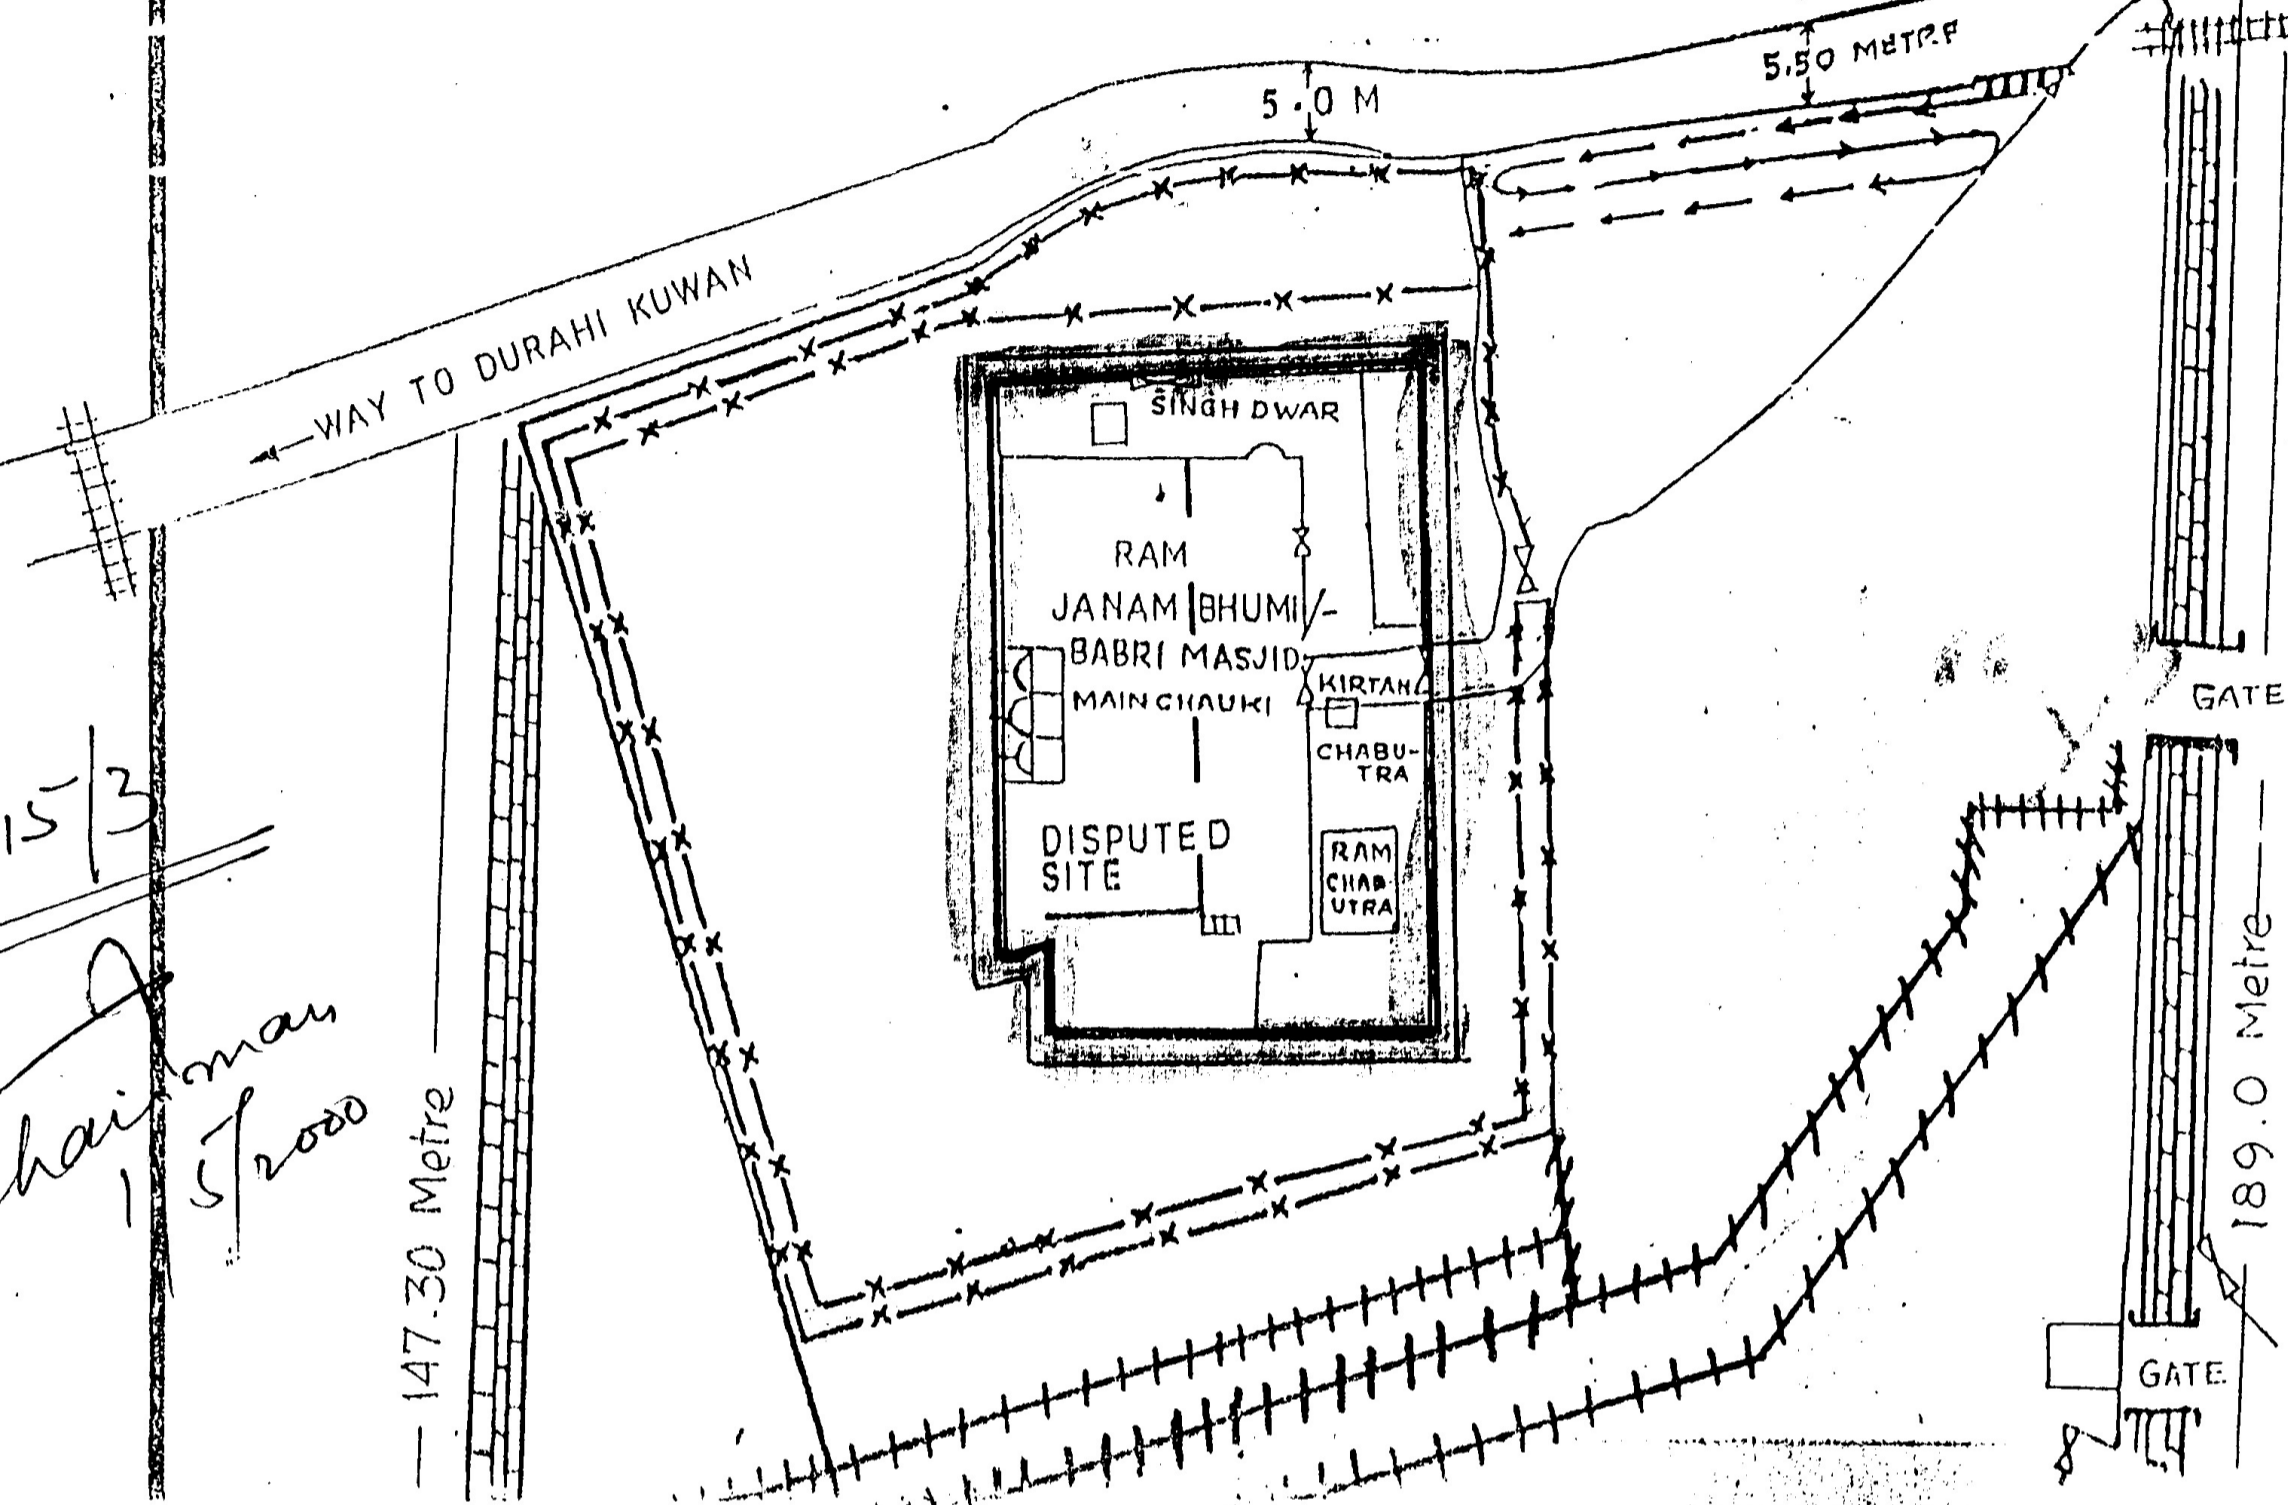 5.50 METRE
5.0 M
WAY TO DURAHI KUWAN
SINGH DWAR
RAM
JANAM BHUMI/-
BABRI MASJID
MAIN CHAUKI
KIRTAN
CHABU-
TRA
DISPUTED
SITE
RAM
CHAB
UTRA
GATE
15/3
5/2000
147.30 Metre
189.0 Metre
GATE